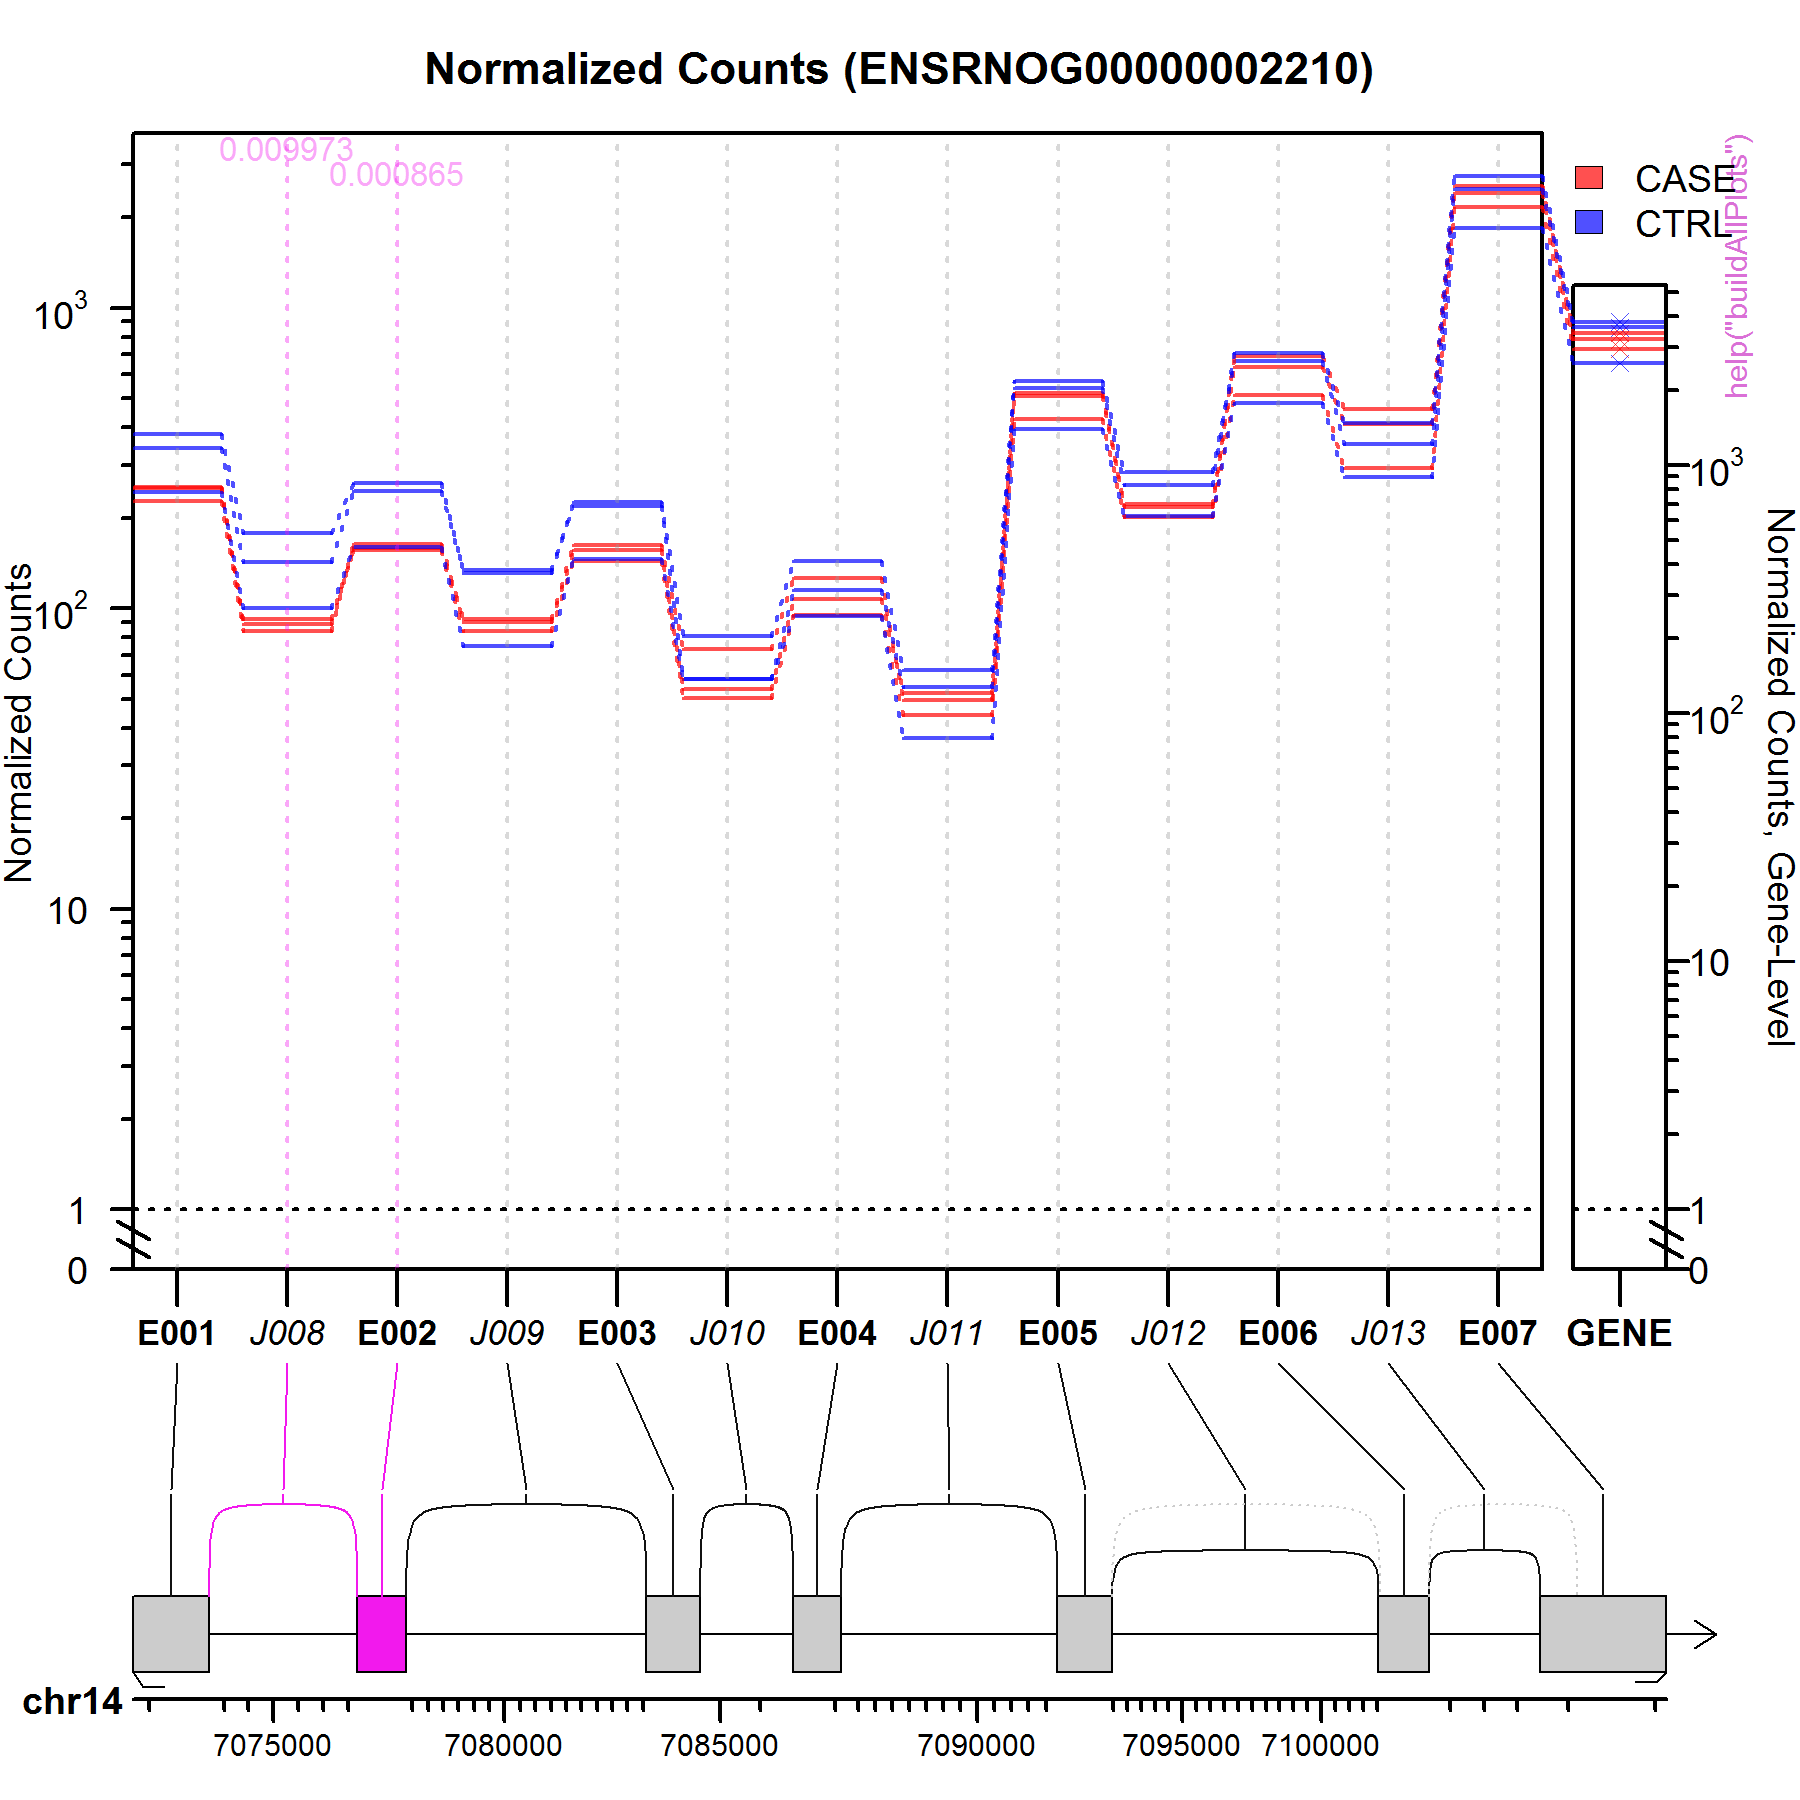 Normalized Counts (ENSRNOG00000002210)
0.009973
0.000865
CASE
CTRL
help("buildAllPlots")
Normalized Counts
10³
10²
10
1
0
10³
10²
10
1
0
Normalized Counts, Gene-Level
E001 J008 E002 J009 E003 J010 E004 J011 E005 J012 E006 J013 E007 GENE
chr14
7075000 7080000 7085000 7090000 7095000 7100000